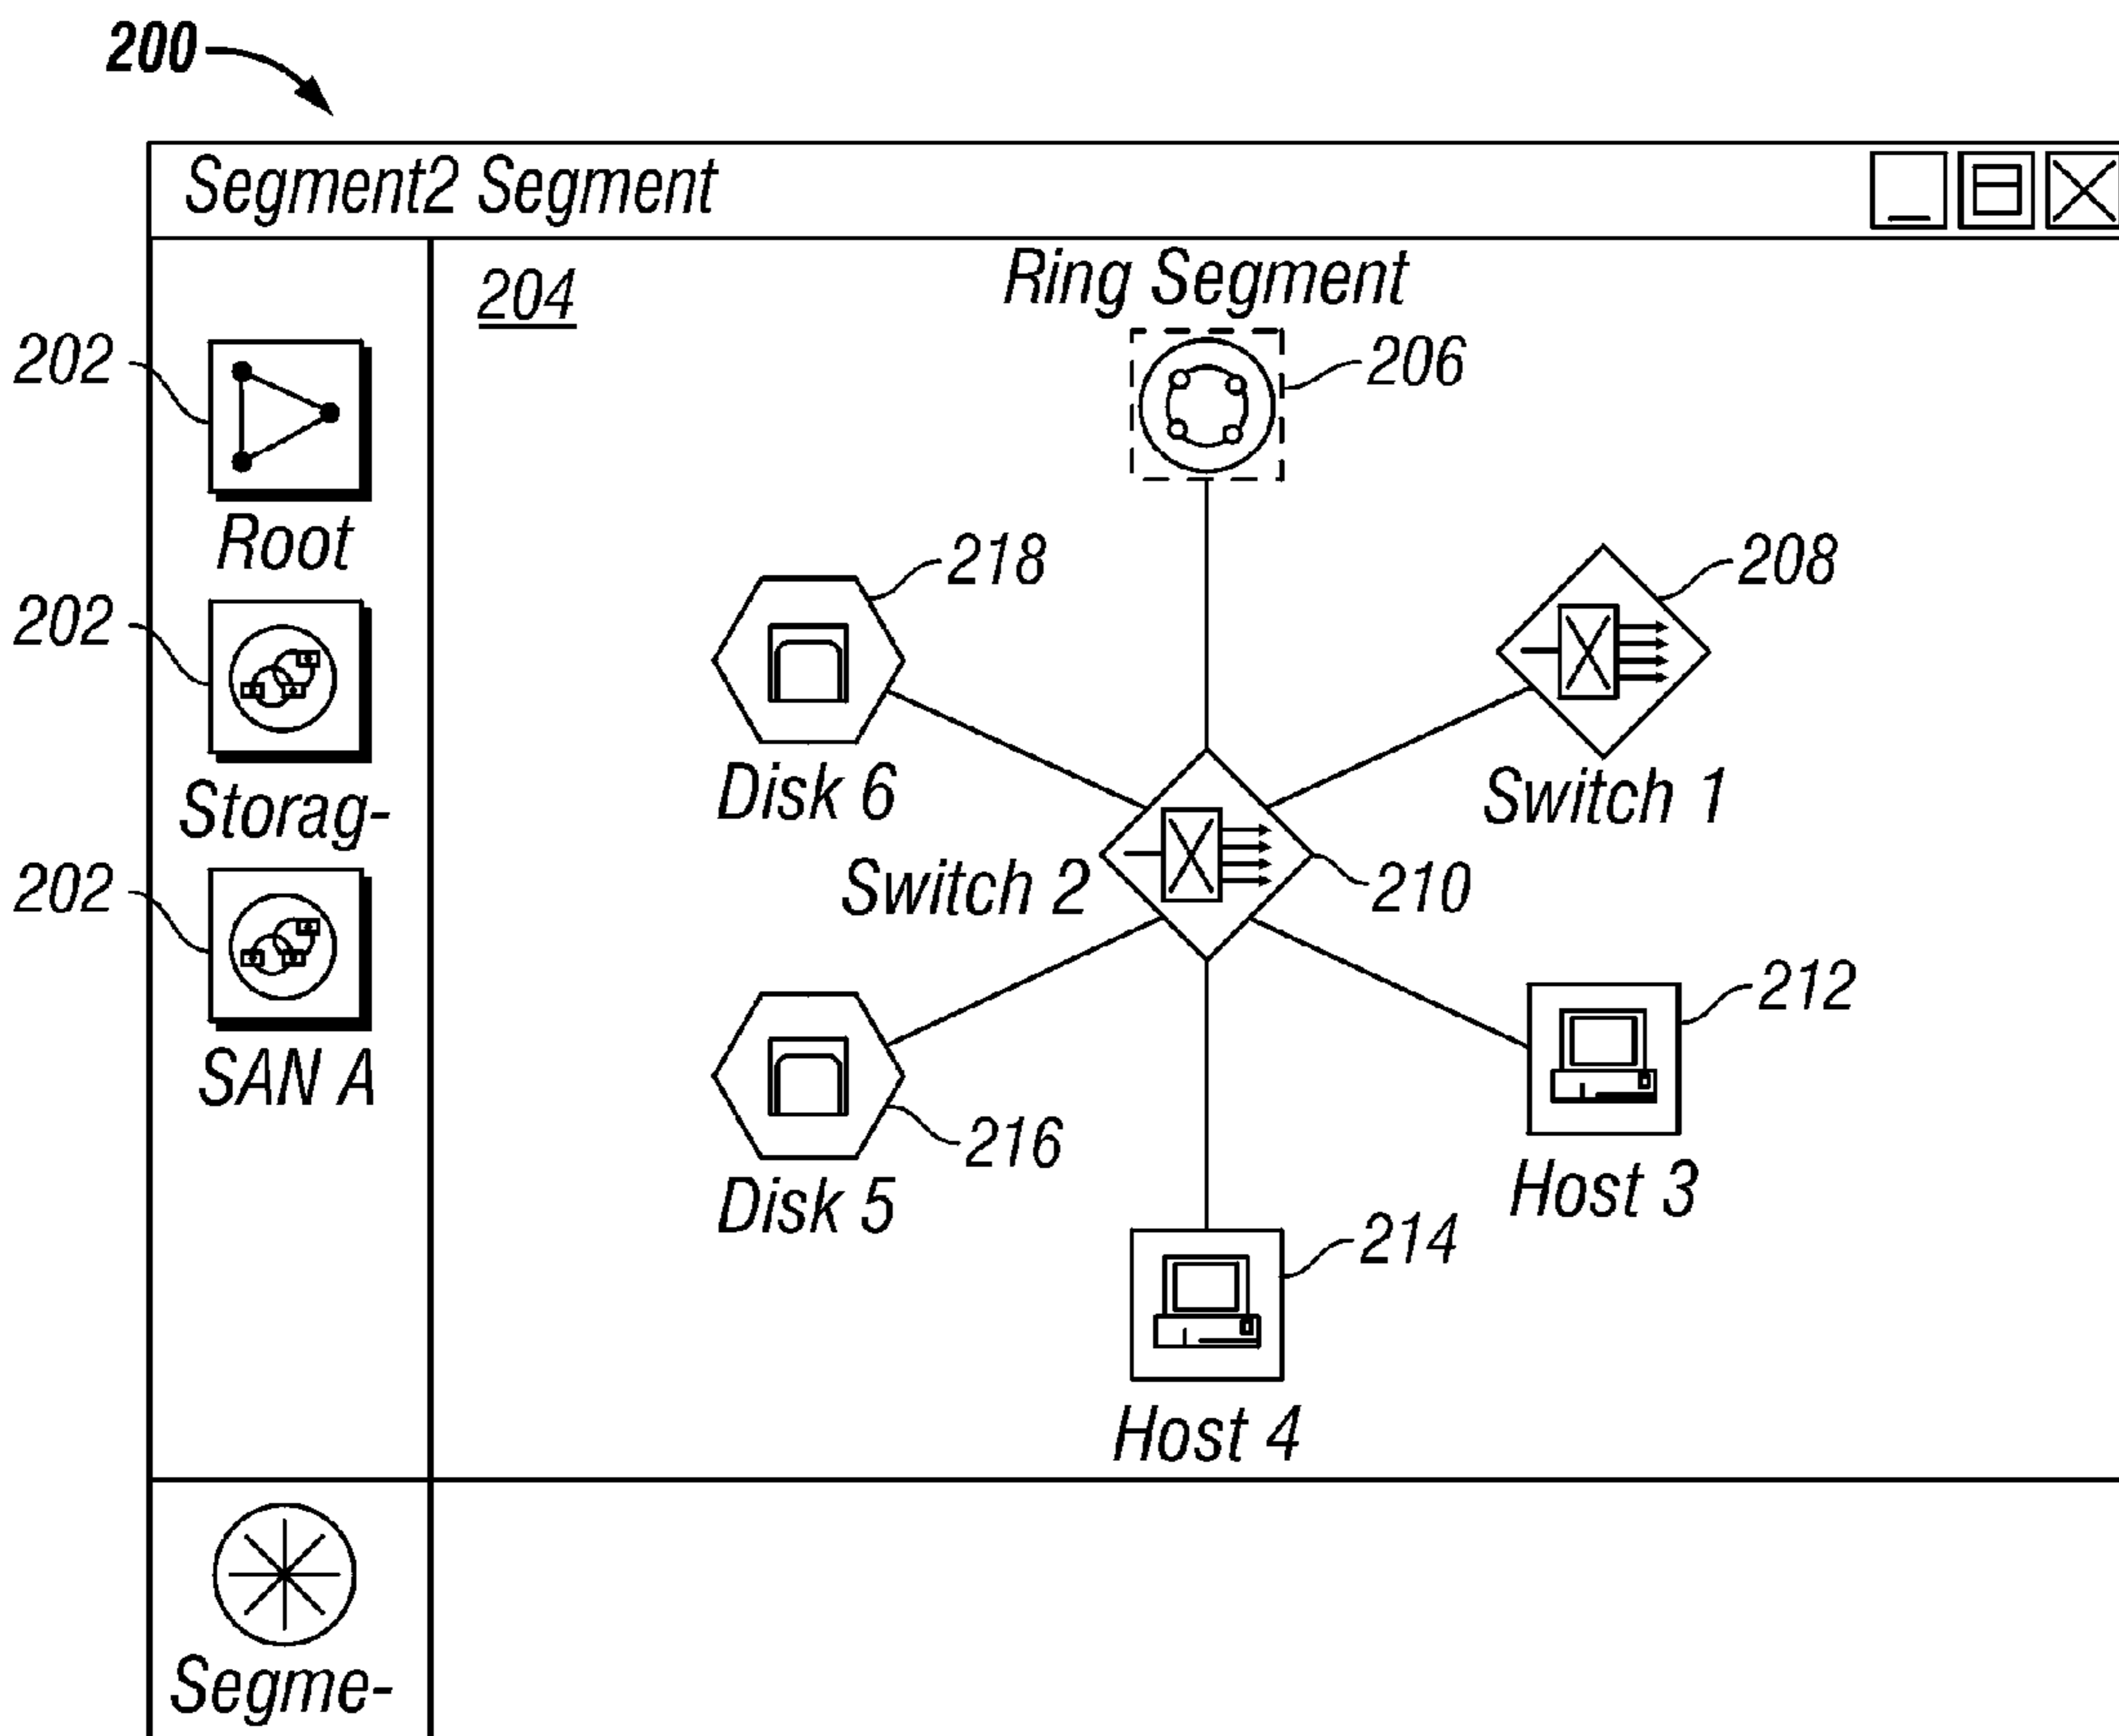 200
Segment2 Segment
204
Ring Segment
202
206
Root
218
208
202
Disk 6
Switch 1
Storag-
Switch 2
210
202
212
SAN A
216
Disk 5
Host 3
214
Host 4
Segme-